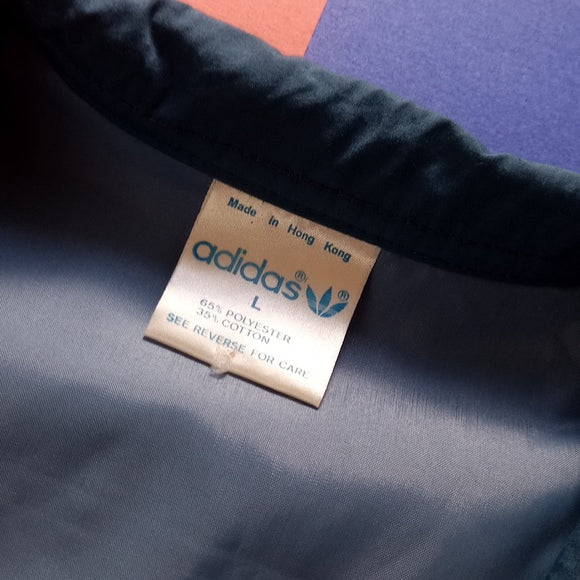 Made in Hong Kong
adidas® ®
L
65% POLYESTER
35% COTTON
SEE REVERSE FOR CARE